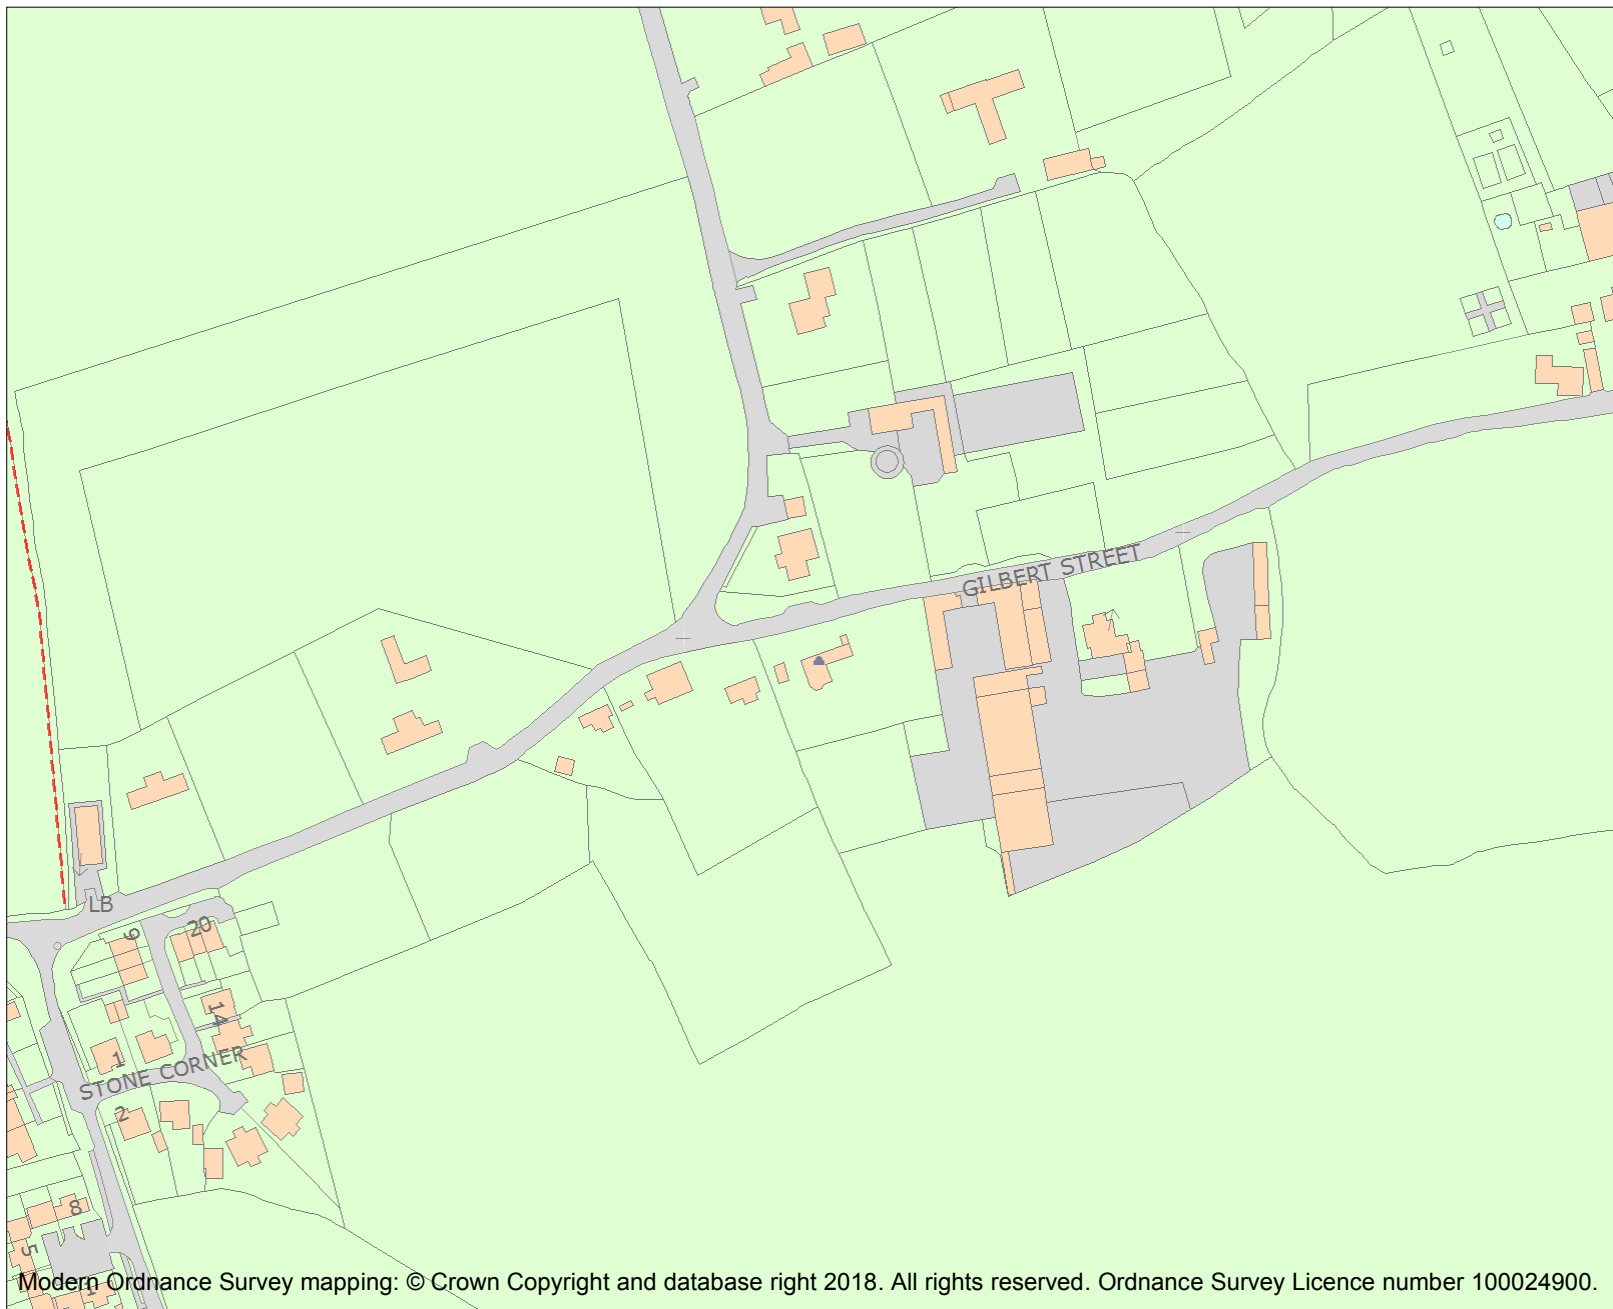 GILBERT STREET
LB
9
20
14
1
STONE CORNER
2
8
5
1
Modern Ordnance Survey mapping: © Crown Copyright and database right 2018. All rights reserved. Ordnance Survey Licence number 100024900.